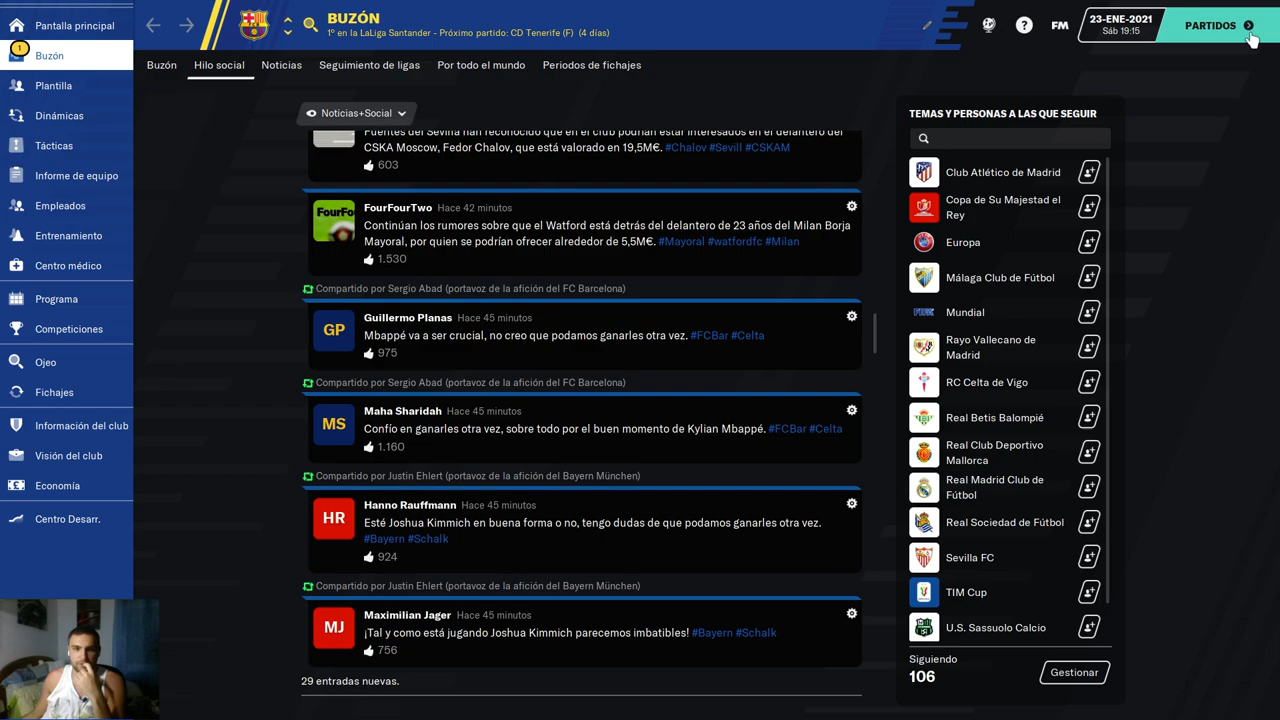 Pantalla principal
1
Buzón
Plantilla
Dinámicas
Tácticas
Informe de equipo
Empleados
Entrenamiento
Centro médico
Programa
Competiciones
Ojeo
Fichajes
Información del club
Visión del club
Economía
Centro Desarr.
BUZÓN
1º en la LaLiga Santander - Próximo partido: CD Tenerife (F) (4 días)
FM
23-ENE-2021
Sáb 19:15
PARTIDOS
Buzón
Hilo social
Noticias
Seguimiento de ligas
Por todo el mundo
Periodos de fichajes
Noticias+Social
Fuentes del Sevilla han reconocido que en el club podrían estar interesados en el delantero del
CSKA Moscow, Fedor Chalov, que está valorado en 19,5M€. #Chalov #Sevill #CSKAM
603
FourFo
FourFourTwo Hace 42 minutos
Continúan los rumores sobre que el Watford está detrás del delantero de 23 años del Milan Borja
Mayoral, por quien se podrían ofrecer alrededor de 5,5M€. #Mayoral #watfordfc #Milan
1.530
Compartido por Sergio Abad (portavoz de la afición del FC Barcelona)
GP
Guillermo Planas Hace 45 minutos
Mbappé va a ser crucial, no creo que podamos ganarles otra vez. #FCBar #Celta
975
Compartido por Sergio Abad (portavoz de la afición del FC Barcelona)
MS
Maha Sharidah Hace 45 minutos
Confío en ganarles otra vez, sobre todo por el buen momento de Kylian Mbappé. #FCBar #Celta
1.160
Compartido por Justin Ehlert (portavoz de la afición del Bayern München)
HR
Hanno Rauffmann Hace 45 minutos
Esté Joshua Kimmich en buena forma o no, tengo dudas de que podamos ganarles otra vez.
#Bayern #Schalk
924
Compartido por Justin Ehlert (portavoz de la afición del Bayern München)
MJ
Maximilian Jager Hace 45 minutos
¡Tal y como está jugando Joshua Kimmich parecemos imbatibles! #Bayern #Schalk
756
29 entradas nuevas.
TEMAS Y PERSONAS A LAS QUE SEGUIR
Club Atlético de Madrid
Copa de Su Majestad el
Rey
Europa
Málaga Club de Fútbol
Mundial
Rayo Vallecano de
Madrid
RC Celta de Vigo
Real Betis Balompié
Real Club Deportivo
Mallorca
Real Madrid Club de
Fútbol
Real Sociedad de Fútbol
Sevilla FC
TIM Cup
U.S. Sassuolo Calcio
Siguiendo
106
Gestionar